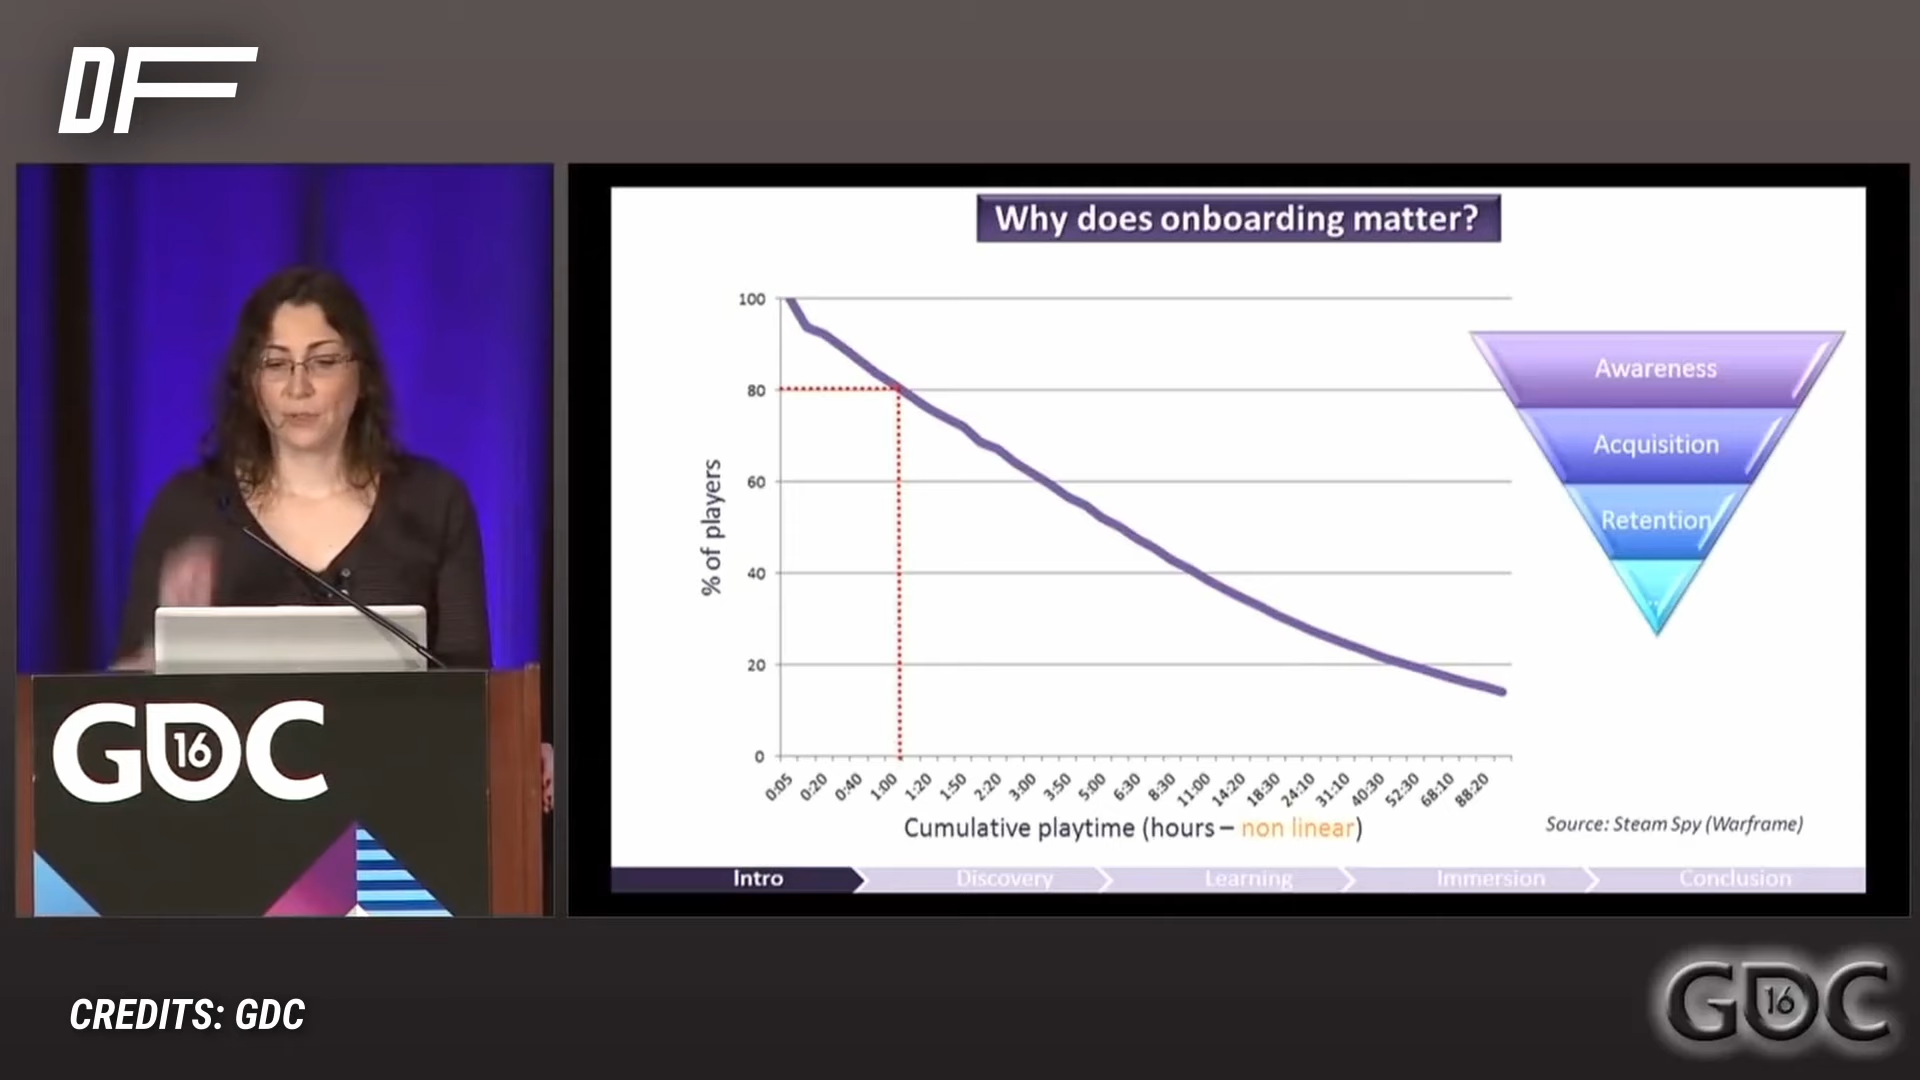 DF
Why does onboarding matter?
100
80
60
40
20
0
% of players
0:05 0:20 0:40 1:00 1:20 1:50 2:20 3:00 3:50 5:00 6:30 8:30 11:00 14:20 18:30 24:10 31:10 40:30 52:30 68:10 88:20
Cumulative playtime (hours – non linear)
Awareness
Acquisition
Retention
Source: Steam Spy (Warframe)
Intro Discovery Learning Immersion Conclusion
GDC
16
CREDITS: GDC
GDC
16